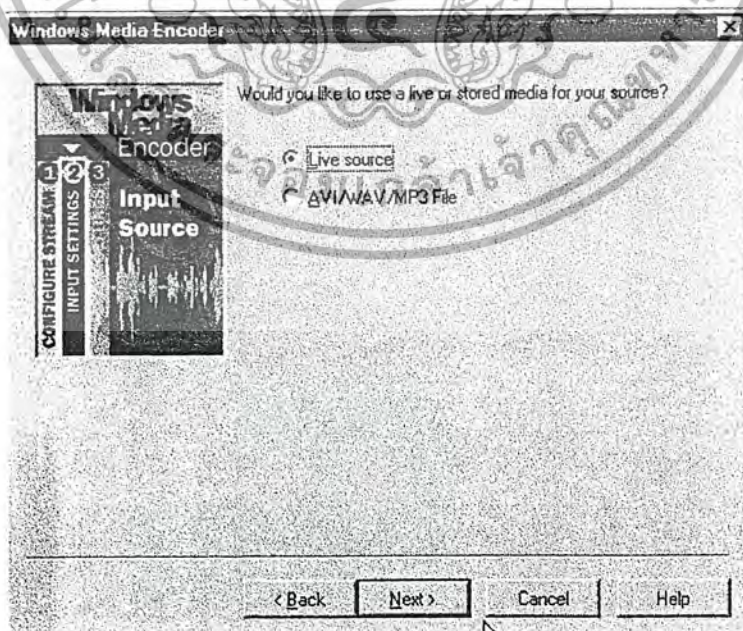 Windows Media Encoder
Would you like to use a live or stored media for your source?
Windows
Media
Encoder
Input
Source
1 2 3
CONFIGURE STREAM
INPUT SETTINGS
Live source
AVI/WAV/MP3 File
< Back
Next >
Cancel
Help